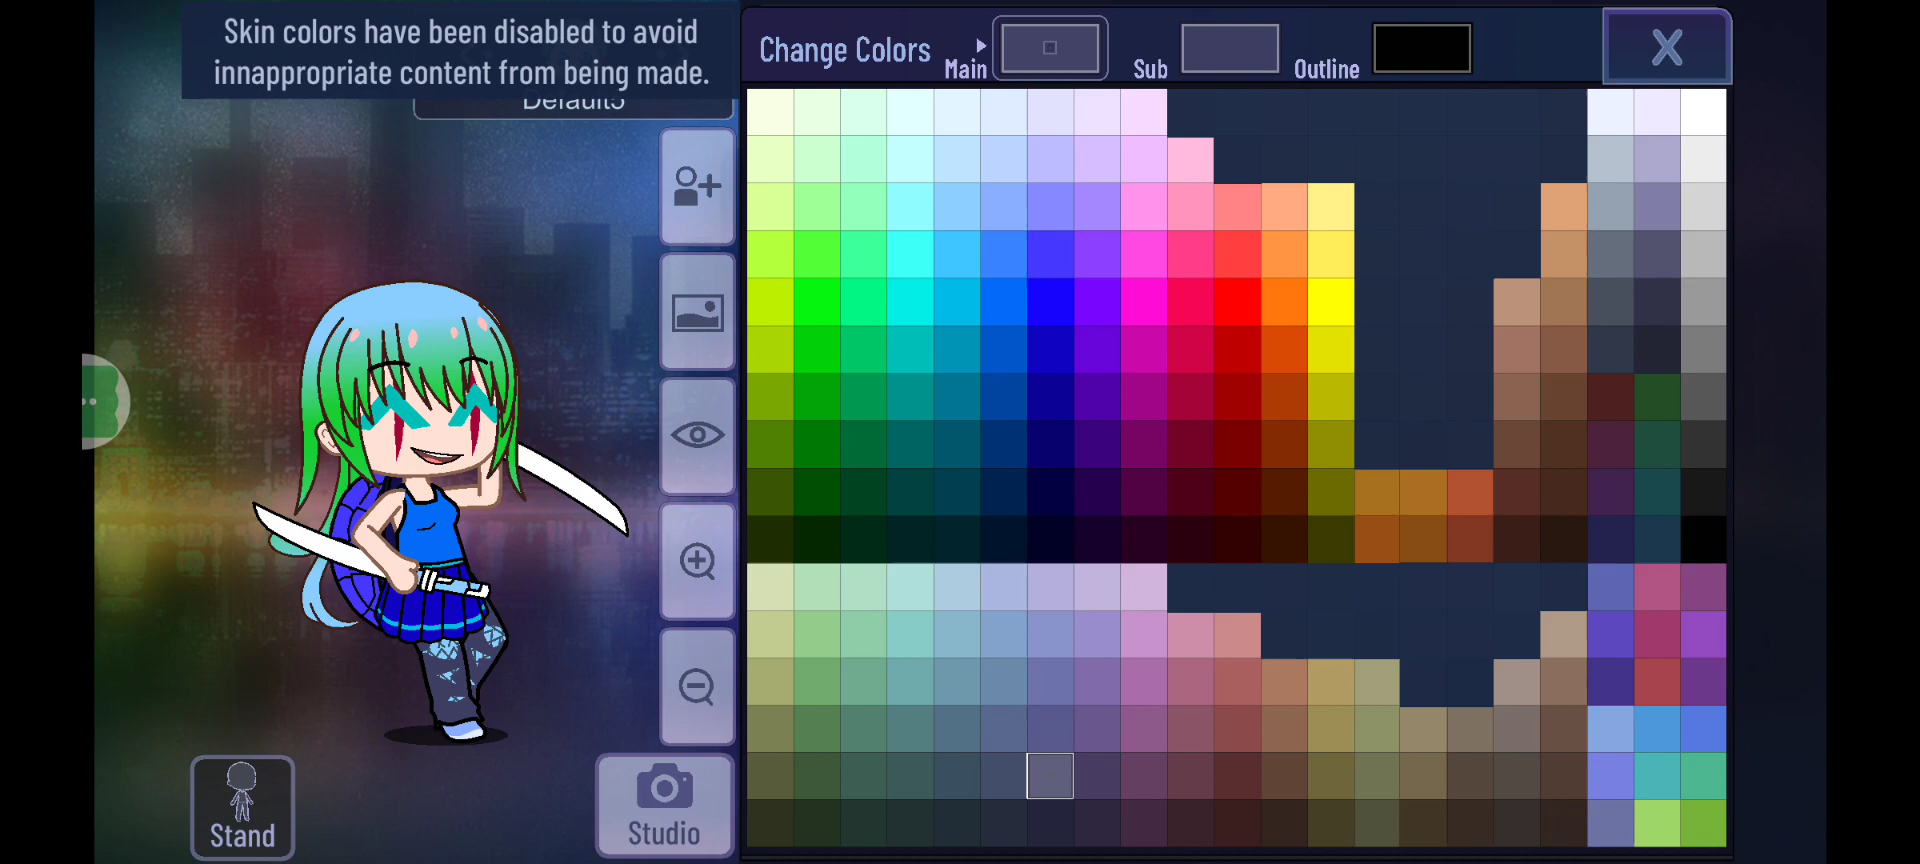 Skin colors have been disabled to avoid
innappropriate content from being made.
Default5
Change Colors
Main
Sub
Outline
X
Stand
Studio